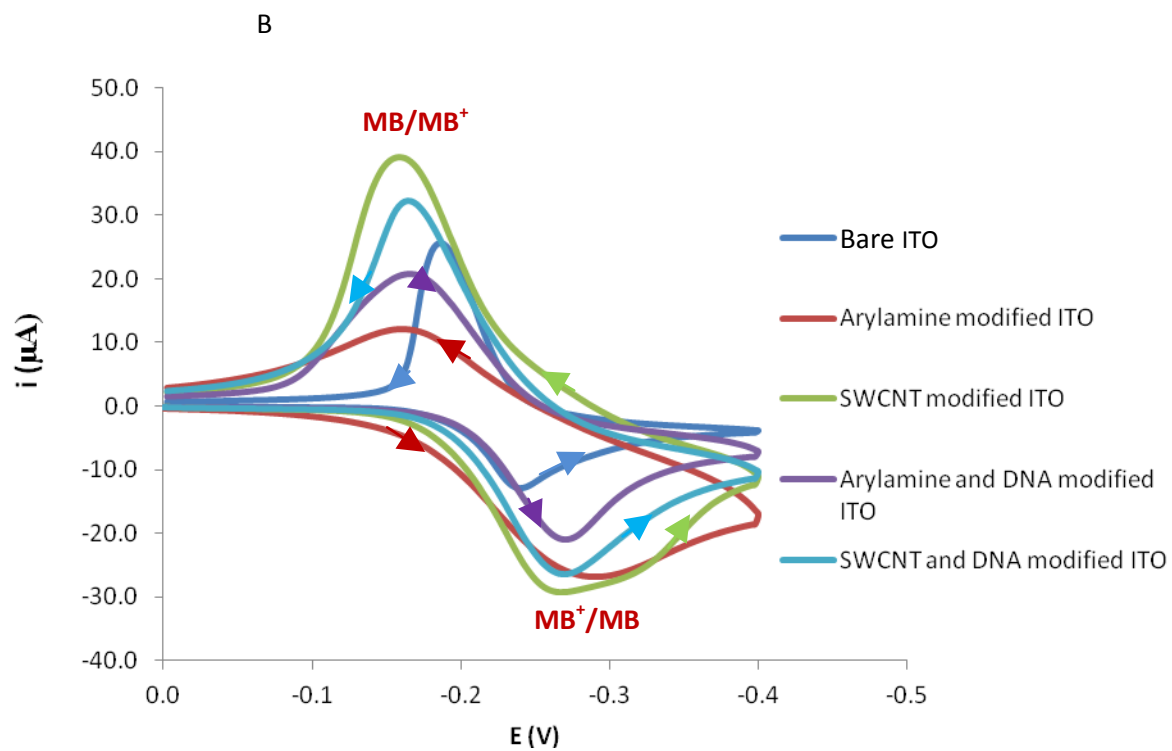 B
50.0
40.0
30.0
20.0
10.0
0.0
-10.0
-20.0
-30.0
-40.0
i (µA)
MB/MB⁺
MB⁺/MB
0.0 -0.1 -0.2 -0.3 -0.4 -0.5
E (V)
Bare ITO
Arylamine modified ITO
SWCNT modified ITO
Arylamine and DNA modified
ITO
SWCNT and DNA modified ITO